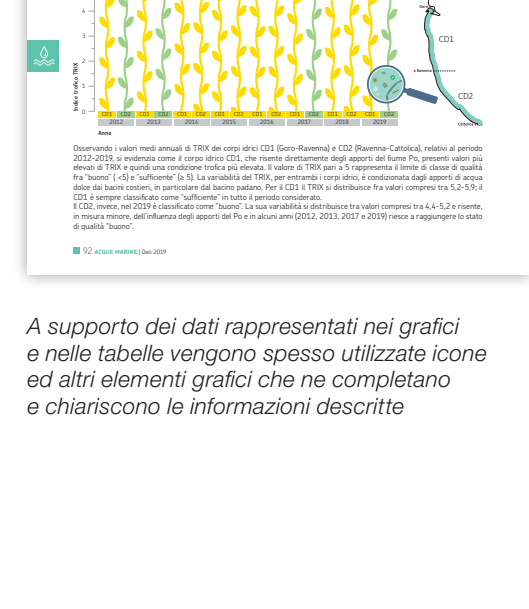 Goro
4
3
2
1
0
Indice trofico TRIX
CD1
Ravenna
CD2
Cattolica
CD1 CD2 CD1 CD2 CD1 CD2 CD1 CD2 CD1 CD2 CD1 CD2 CD1 CD2 CD1 CD2
2012 2013 2014 2015 2016 2017 2018 2019
Anno
Osservando i valori medi annuali di TRIX dei corpi idrici CD1 (Goro-Ravenna) e CD2 (Ravenna-Cattolica), relativi al periodo
2012-2019, si evidenzia come il corpo idrico CD1, che risente direttamente degli apporti del fiume Po, presenti valori più
elevati di TRIX e quindi una condizione trofica più elevata. Il valore di TRIX pari a 5 rappresenta il limite di classe di qualità
fra "buono" ( <5) e "sufficiente" (≥ 5). La variabilità del TRIX, per entrambi i corpi idrici, è condizionata dagli apporti di acqua
dolce dai bacini costieri, in particolare dal bacino padano. Per il CD1 il TRIX si distribuisce fra valori compresi tra 5,2-5,9; il
CD1 è sempre classificato come "sufficiente" in tutto il periodo considerato.
Il CD2, invece, nel 2019 è classificato come "buono". La sua variabilità si distribuisce tra valori compresi tra 4,4-5,2 e risente,
in misura minore, dell'influenza degli apporti del Po e in alcuni anni (2012, 2013, 2017 e 2019) riesce a raggiungere lo stato
di qualità "buono".
92 ACQUE MARINE | Dati 2019
A supporto dei dati rappresentati nei grafici
e nelle tabelle vengono spesso utilizzate icone
ed altri elementi grafici che ne completano
e chiariscono le informazioni descritte